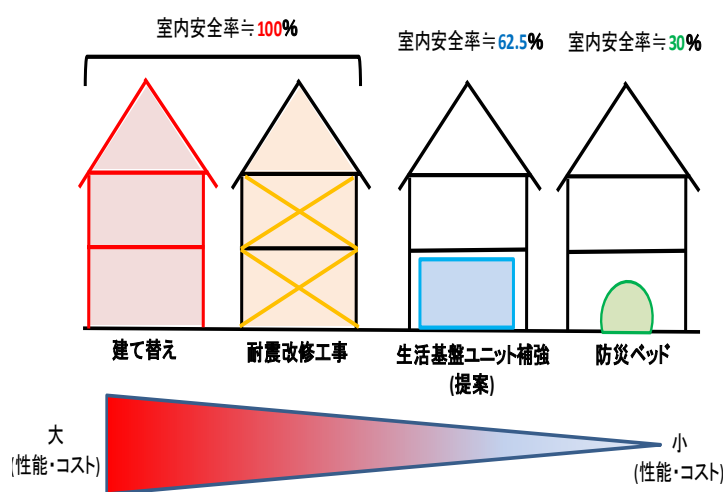 室内安全率≒100%
室内安全率≒62.5%
室内安全率≒30%
建て替え
耐震改修工事
生活基盤ユニット補強
(提案)
防災ベッド
大
(性能・コスト)
小
(性能・コスト)